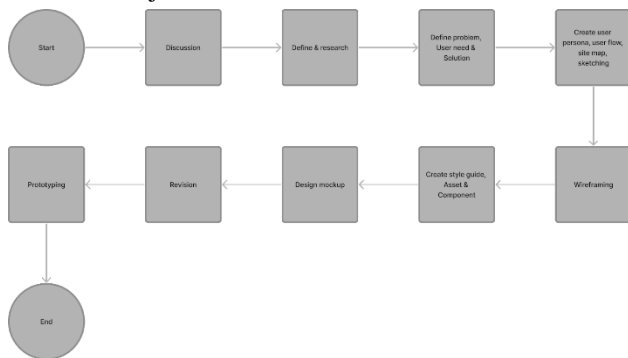 Start
Discussion
Define & research
Define problem,
User need &
Solution
Create user
persona, user flow,
site map,
sketching
Wireframing
Create style guide,
Asset &
Component
Design mockup
Revision
Prototyping
End